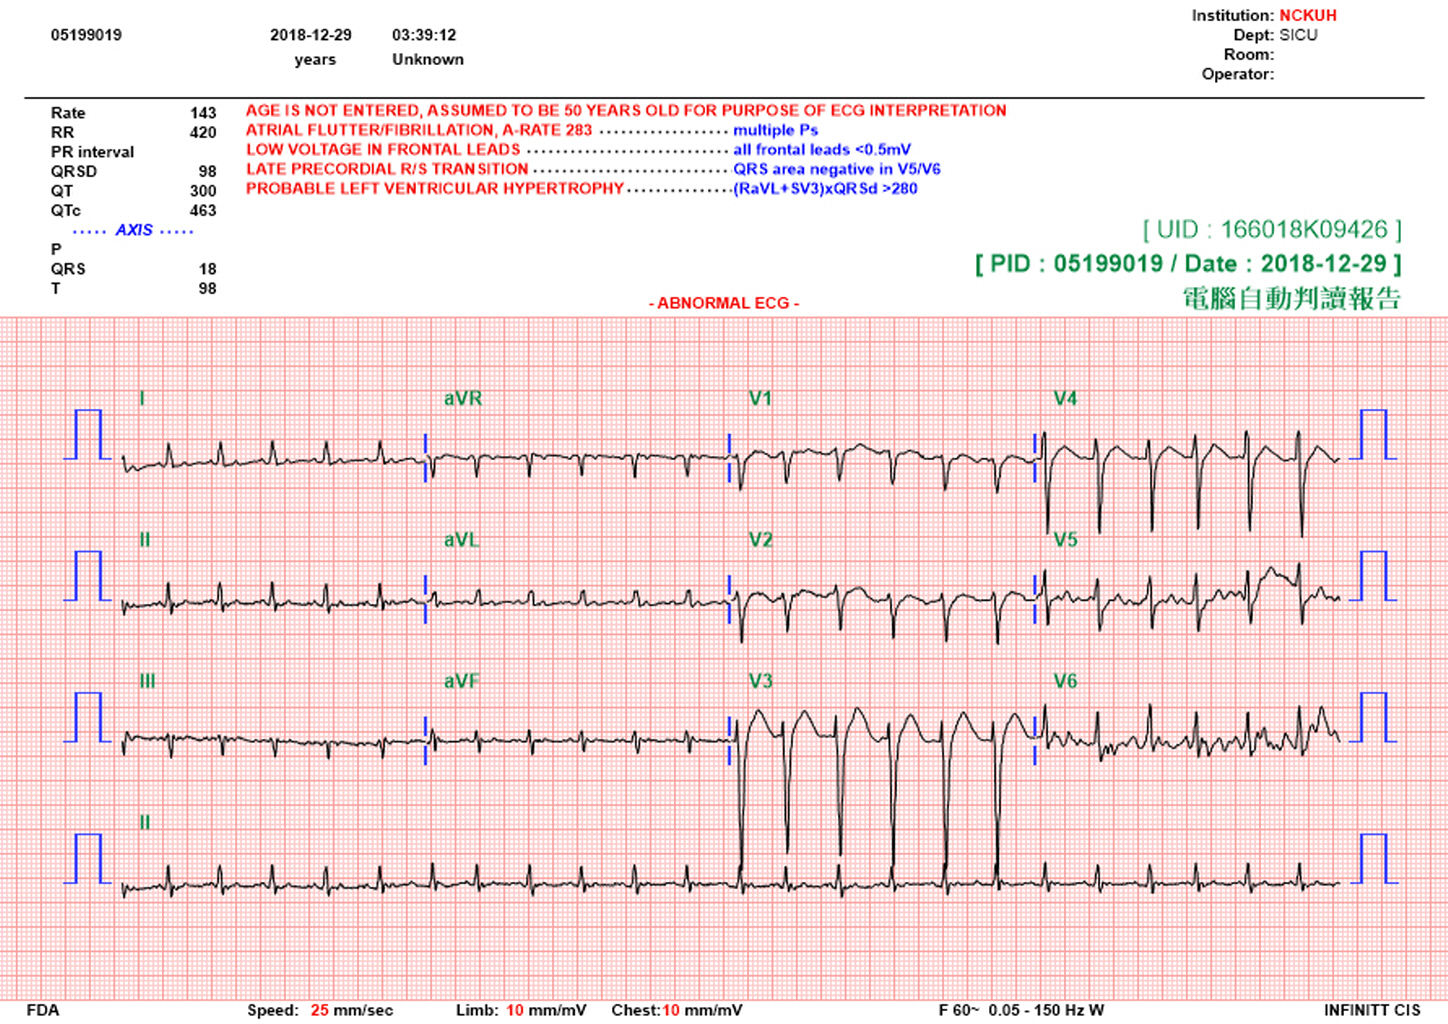 Institution: NCKUH
05199019 2018-12-29 03:39:12 Dept: SICU
years Unknown Room:
Operator:
Rate 143 AGE IS NOT ENTERED, ASSUMED TO BE 50 YEARS OLD FOR PURPOSE OF ECG INTERPRETATION
RR 420 ATRIAL FLUTTER/FIBRILLATION, A-RATE 283 .................. multiple Ps
PR interval LOW VOLTAGE IN FRONTAL LEADS ............................ all frontal leads <0.5mV
QRSD 98 LATE PRECORDIAL R/S TRANSITION ........................... QRS area negative in V5/V6
QT 300 PROBABLE LEFT VENTRICULAR HYPERTROPHY .............. (RaVL+SV3)xQRSd >280
QTc 463
..... AXIS .....
P
QRS 18
T 98
[ UID : 166018K09426 ]
[ PID : 05199019 / Date : 2018-12-29 ]
電腦自動判讀報告
- ABNORMAL ECG -
I aVR V1 V4
II aVL V2 V5
III aVF V3 V6
II
FDA Speed: 25 mm/sec Limb: 10 mm/mV Chest:10 mm/mV F 60~ 0.05 - 150 Hz W INFINITT CIS